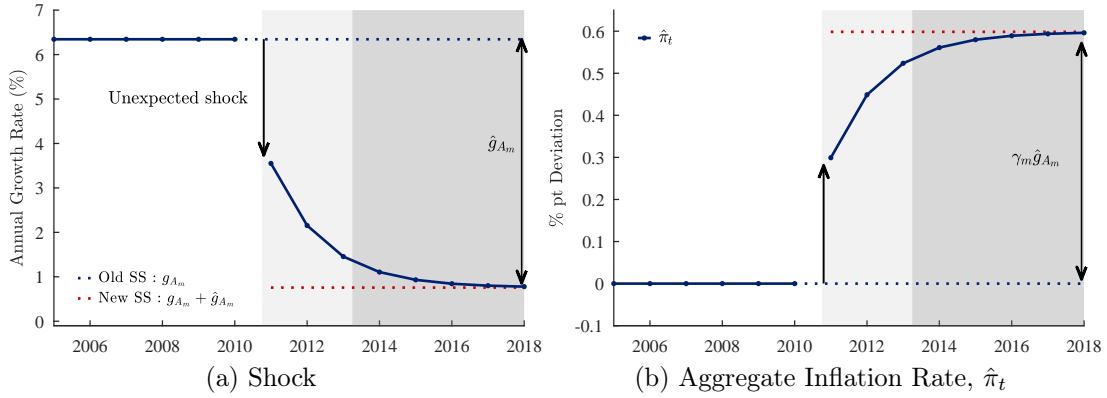 7
6
5
4
3
2
1
0
Annual Growth Rate (%)
Unexpected shock
ĝ_{A_m}
Old SS : g_{A_m}
New SS : g_{A_m} + ĝ_{A_m}
2006 2008 2010 2012 2014 2016 2018
(a) Shock
0.6
0.5
0.4
0.3
0.2
0.1
0
-0.1
% pt Deviation
π̂_t
γ_m ĝ_{A_m}
2006 2008 2010 2012 2014 2016 2018
(b) Aggregate Inflation Rate, π̂_t